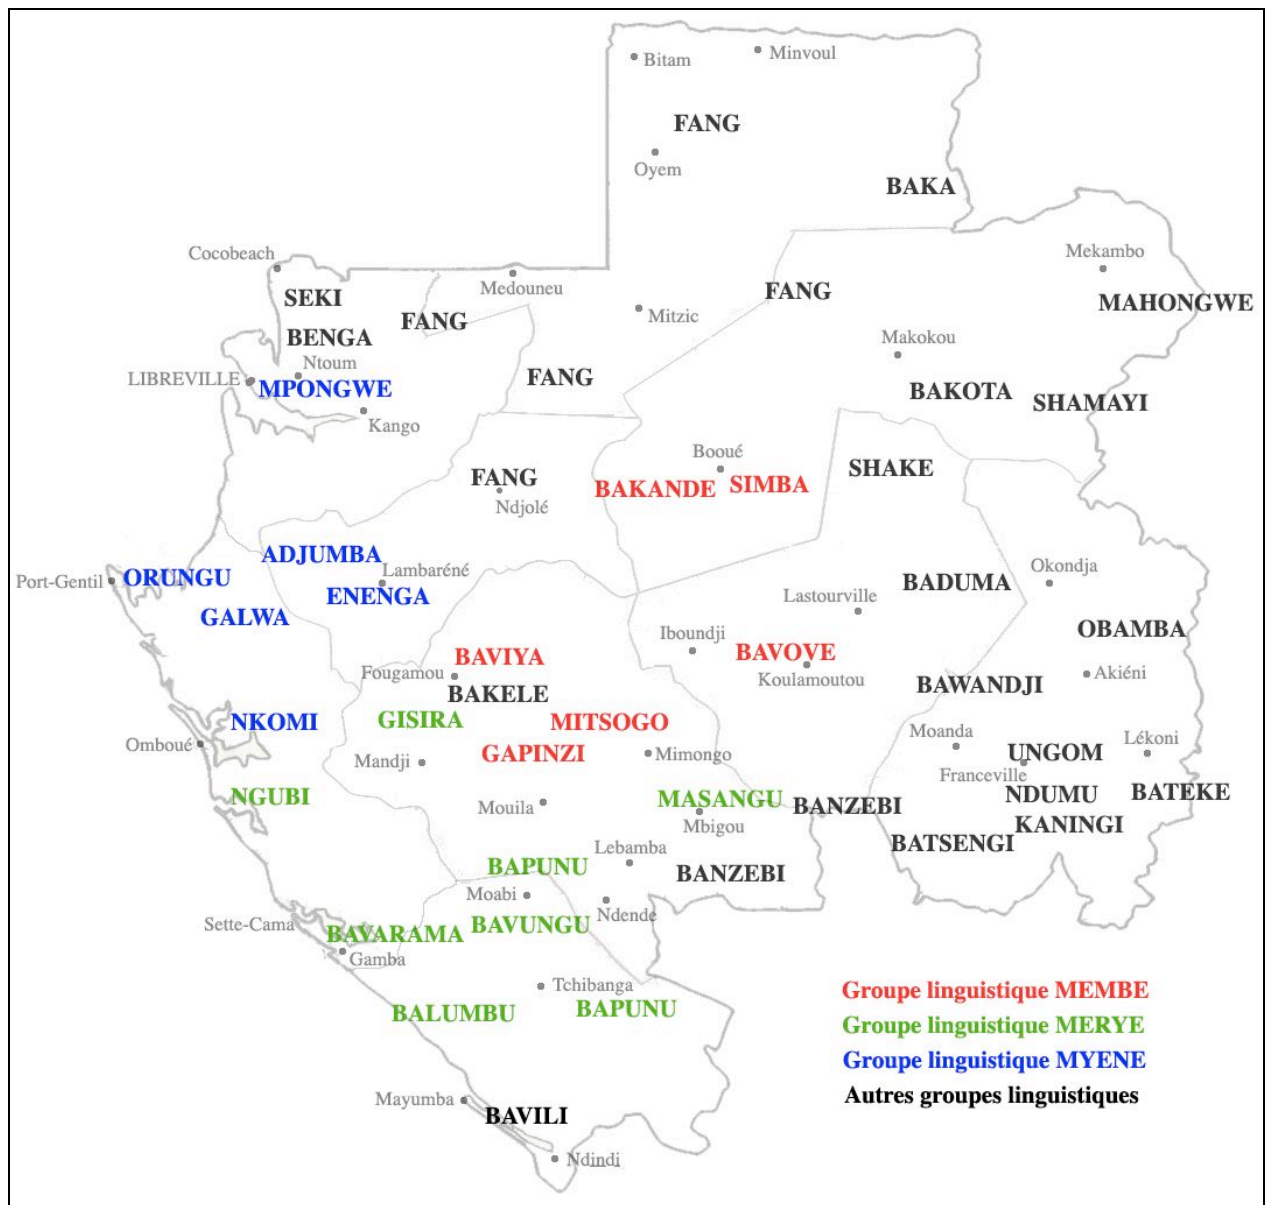 Bitam
Minvoul
FANG
Oyem
BAKA
Cocobeach
Medouneu
Mekambo
SEKI
FANG
FANG
MAHONGWE
BENGA
Mitzic
Makokou
Ntoum
LIBREVILLE
MPONGWE
FANG
BAKOTA
SHAMAYI
Kango
Booué
SHAKE
FANG
BAKANDE
SIMBA
Ndjolé
ADJUMBA
Lambaréné
Okondja
Port-Gentil
ORUNGU
ENENGA
Lastourville
BADUMA
GALWA
Iboundji
OBAMBA
BAVIYA
BAVOVE
Fougamou
Koulamoutou
Akiéni
BAKELE
BAWANDJI
GISIRA
MITSOGO
NKOMI
Moanda
Lékoni
Omboué
GAPINZI
Mimongo
UNGOM
Mandji
Franceville
NGUBI
MASANGU
BANZEBI
NDUMU
BATEKE
Mouila
Mbigou
KANINGI
Lebamba
BATSENGI
BAPUNU
BANZEBI
Moabi
Ndende
Sette-Cama
BAVARAMA
BAVUNGU
Gamba
Tchibanga
BALUMBU
BAPUNU
Mayumba
BAVILI
Ndindi
Groupe linguistique MEMBE
Groupe linguistique MERYE
Groupe linguistique MYENE
Autres groupes linguistiques